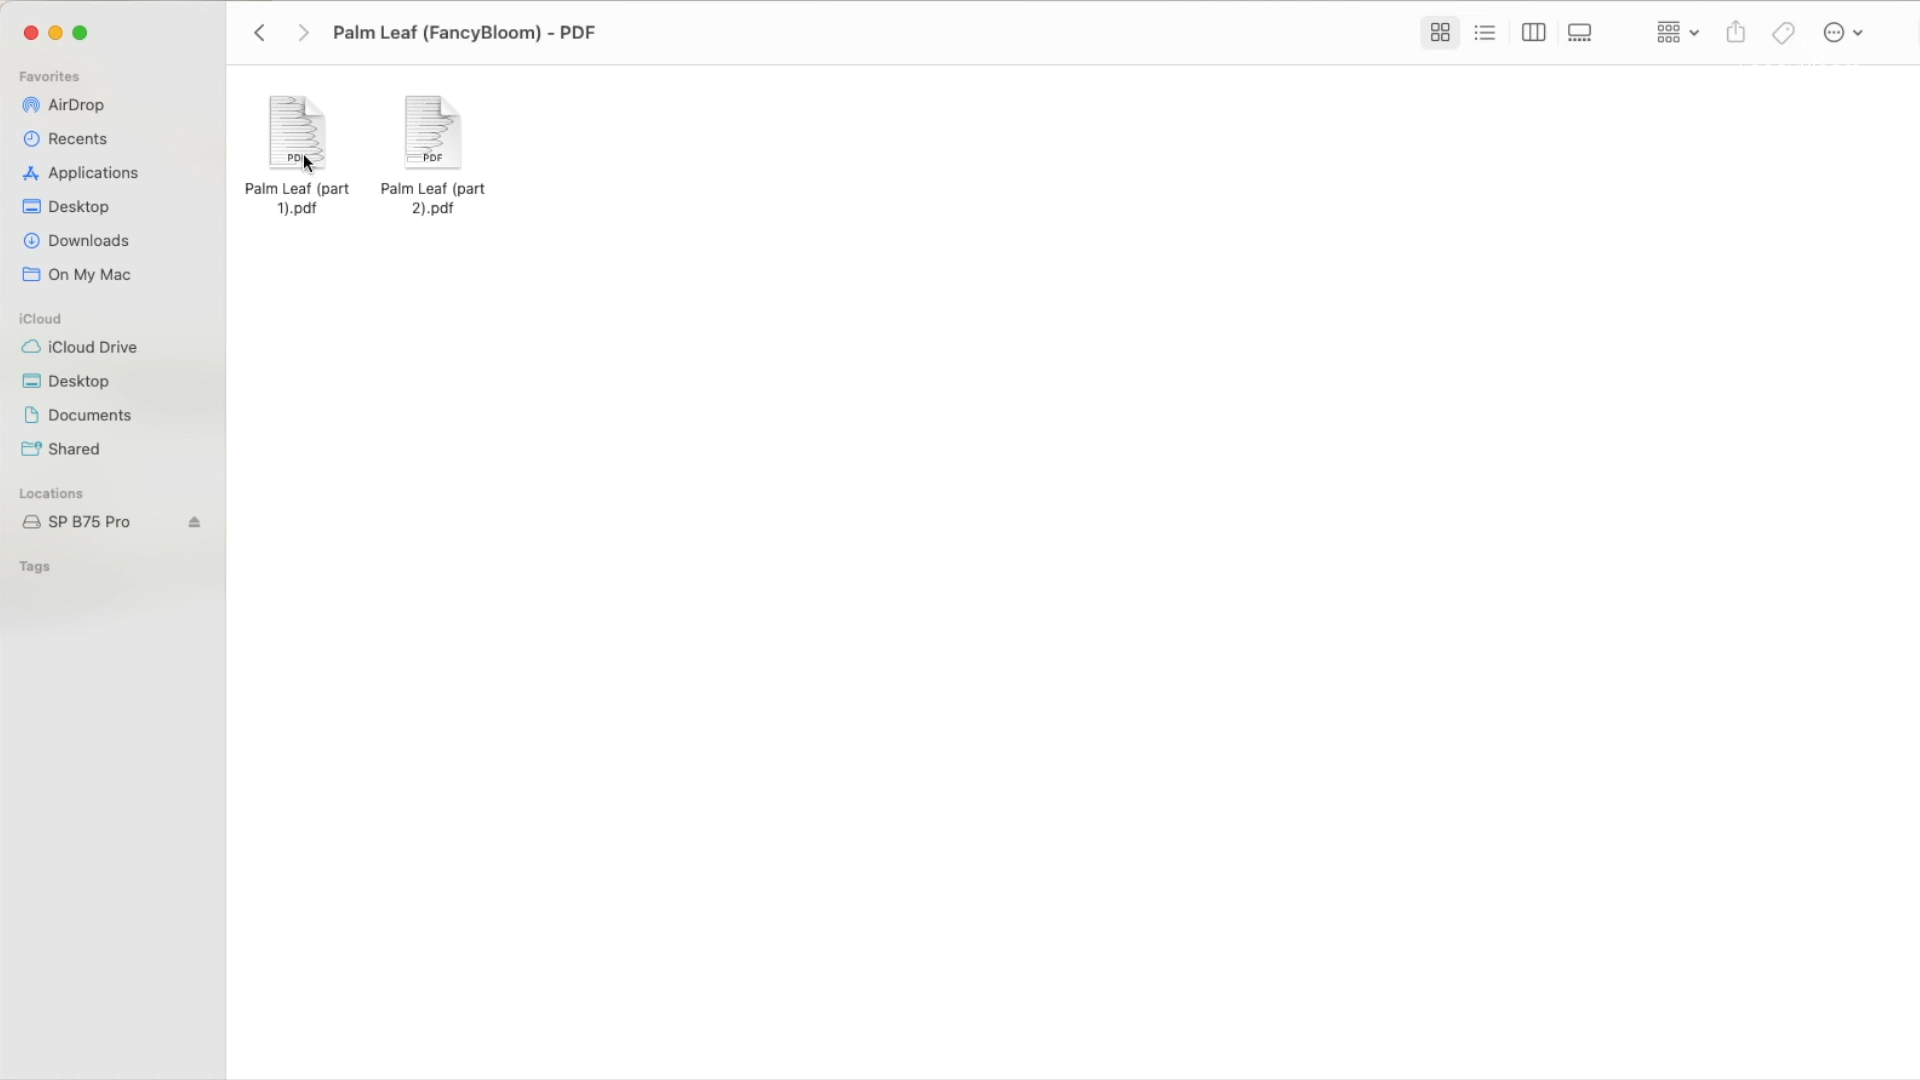 Palm Leaf (FancyBloom) - PDF
Favorites
AirDrop
Recents
Applications
Desktop
Downloads
On My Mac
iCloud
iCloud Drive
Desktop
Documents
Shared
Locations
SP B75 Pro
Tags
PDF
Palm Leaf (part
1).pdf
PDF
Palm Leaf (part
2).pdf